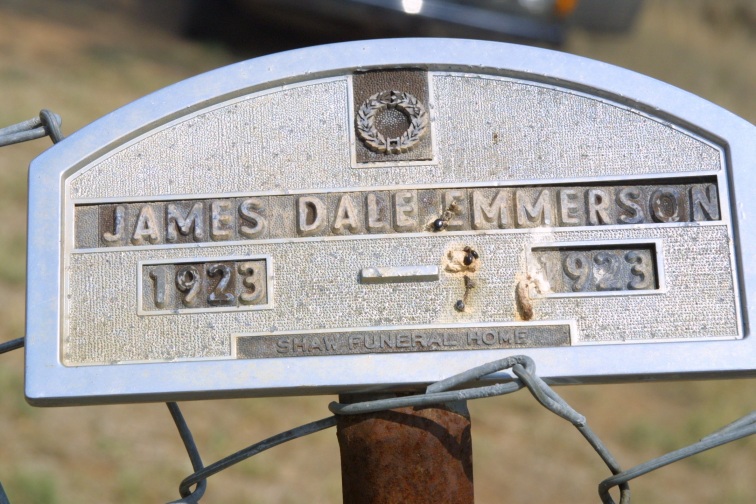 JAMES DALE EMMERSON
1923 - 1923
SHAW FUNERAL HOME